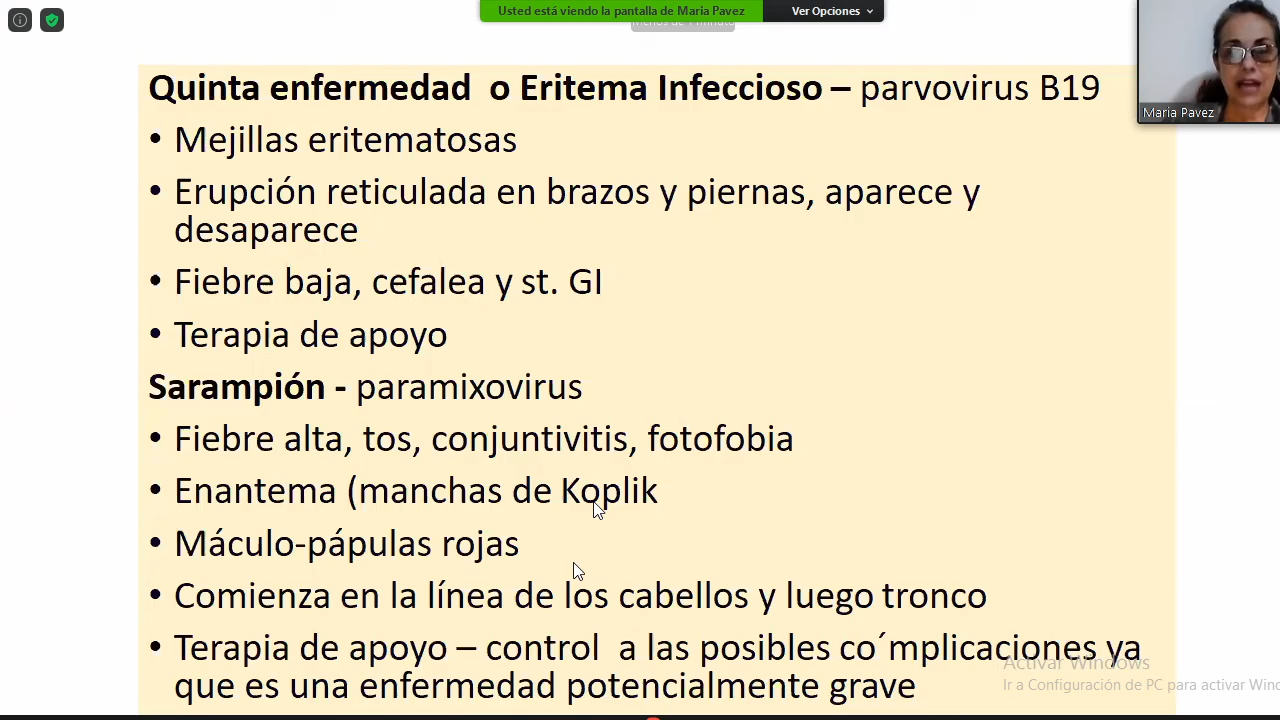 Usted está viendo la pantalla de Maria Pavez
Ver Opciones
Menos de 1 minuto
Maria Pavez
Quinta enfermedad o Eritema Infeccioso – parvovirus B19
• Mejillas eritematosas
• Erupción reticulada en brazos y piernas, aparece y
desaparece
• Fiebre baja, cefalea y st. GI
• Terapia de apoyo
Sarampión - paramixovirus
• Fiebre alta, tos, conjuntivitis, fotofobia
• Enantema (manchas de Koplik
• Máculo-pápulas rojas
• Comienza en la línea de los cabellos y luego tronco
• Terapia de apoyo – control a las posibles co´mplicaciones ya
que es una enfermedad potencialmente grave
Activar Windows
Ir a Configuración de PC para activar Wind